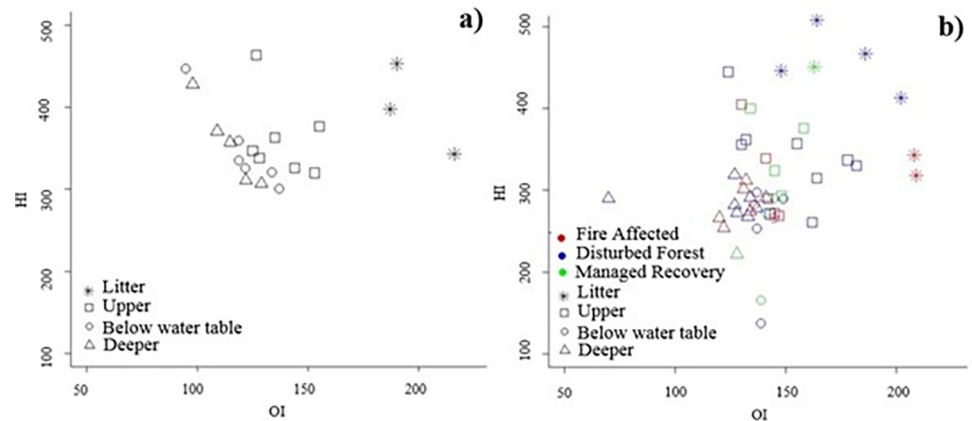 a)
500
400
300
200
100
HI
Litter
Upper
Below water table
Deeper
50 100 150 200
OI
b)
500
400
300
200
100
HI
Fire Affected
Disturbed Forest
Managed Recovery
Litter
Upper
Below water table
Deeper
50 100 150 200
OI